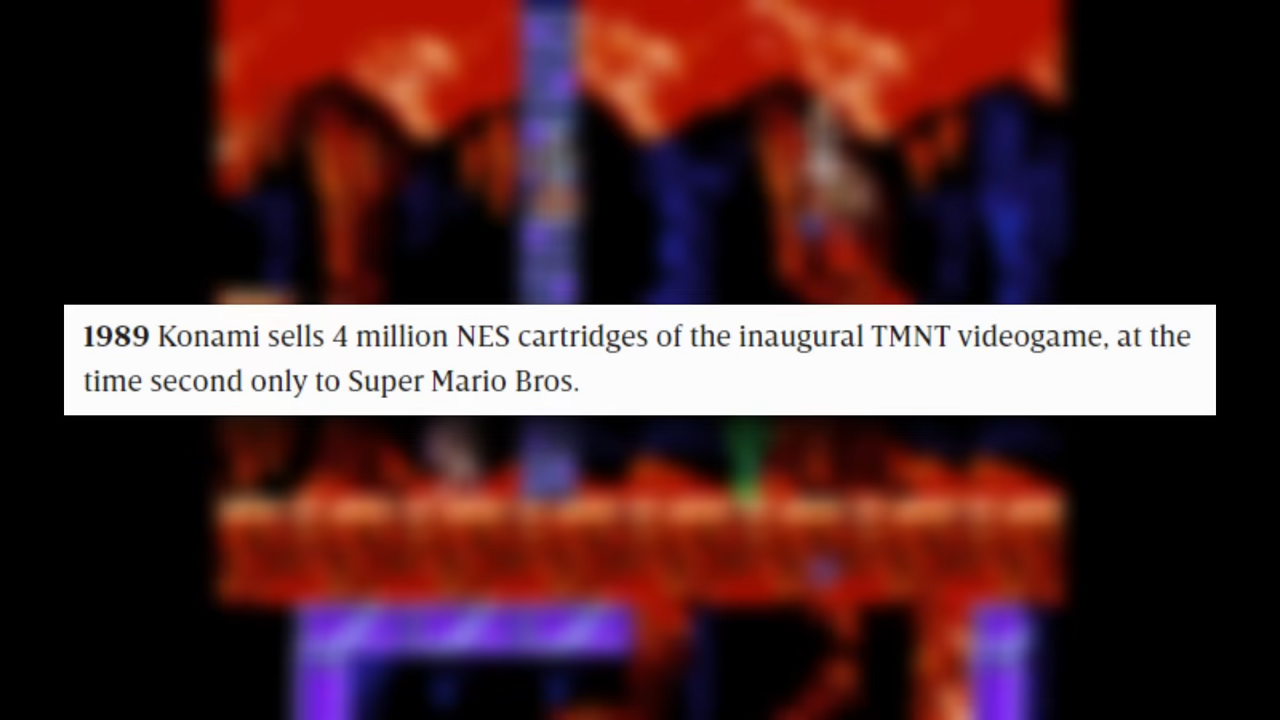 1989 Konami sells 4 million NES cartridges of the inaugural TMNT videogame, at the
time second only to Super Mario Bros.